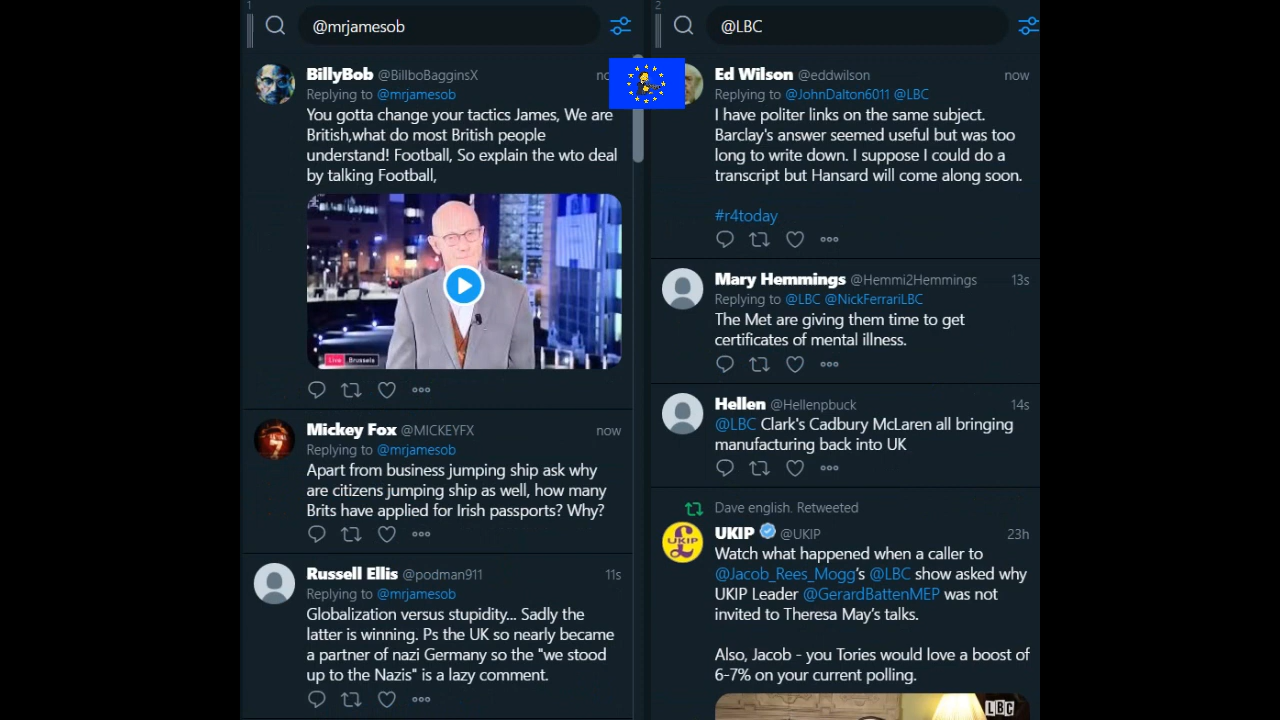 1
@mrjamesob
BillyBob @BillboBagginsX
Replying to @mrjamesob
You gotta change your tactics James, We are
British,what do most British people
understand! Football, So explain the wto deal
by talking Football,
Live Brussels
Mickey Fox @MICKEYFX now
Replying to @mrjamesob
Apart from business jumping ship ask why
are citizens jumping ship as well, how many
Brits have applied for Irish passports? Why?
Russell Ellis @podman911 11s
Replying to @mrjamesob
Globalization versus stupidity... Sadly the
latter is winning. Ps the UK so nearly became
a partner of nazi Germany so the "we stood
up to the Nazis" is a lazy comment.
2
@LBC
Ed Wilson @eddwilson now
Replying to @JohnDalton6011 @LBC
I have politer links on the same subject.
Barclay's answer seemed useful but was too
long to write down. I suppose I could do a
transcript but Hansard will come along soon.
#r4today
Mary Hemmings @Hemmi2Hemmings 13s
Replying to @LBC @NickFerrariLBC
The Met are giving them time to get
certificates of mental illness.
Hellen @Hellenpbuck 14s
@LBC Clark's Cadbury McLaren all bringing
manufacturing back into UK
Dave english. Retweeted
UKIP
UKIP @UKIP 23h
Watch what happened when a caller to
@Jacob_Rees_Mogg's @LBC show asked why
UKIP Leader @GerardBattenMEP was not
invited to Theresa May's talks.
Also, Jacob - you Tories would love a boost of
6-7% on your current polling.
LBC